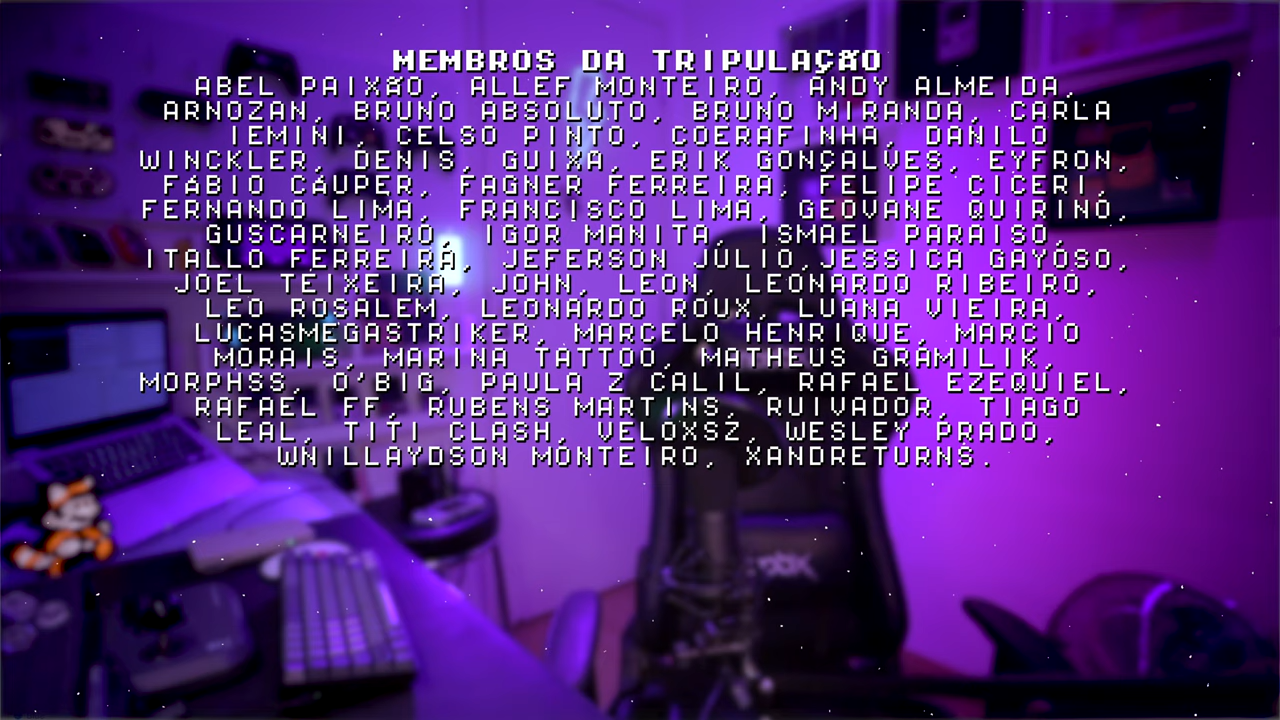 MEMBROS DA TRIPULAÇÃO
ABEL PAIXÃO, ALLEF MONTEIRO, ANDY ALMEIDA,
ARNOZAN, BRUNO ABSOLUTO, BRUNO MIRANDA, CARLA
IEMINI, CELSO PINTO, COERAFINHA, DANILO
WINCKLER, DENIS, GUIXA, ERIK GONÇALVES, EYFRON,
FÁBIO CÁUPER, FAGNER FERREIRA, FELIPE CICERI,
FERNANDO LIMA, FRANCISCO LIMA, GEOVANE QUIRINO,
GUSCARNEIRO, IGOR MANITA, ISMAEL PARAISO,
ITALLO FERREIRA, JEFERSON JÚLIO,JESSICA GAYOSO,
JOEL TEIXEIRA, JOHN, LEON, LEONARDO RIBEIRO,
LEO ROSALEM, LEONARDO ROUX, LUANA VIEIRA,
LUCASMEGASTRIKER, MARCELO HENRIQUE, MARCIO
MORAIS, MARINA TATTOO, MATHEUS GRAMILIK,
MORPHSS, O'BIG, PAULA Z CALIL, RAFAEL EZEQUIEL,
RAFAEL FF, RUBENS MARTINS, RUIVADOR, TIAGO
LEAL, TITI CLASH, VELOXSZ, WESLEY PRADO,
WNILLAYDSON MONTEIRO, XANDRETURNS.